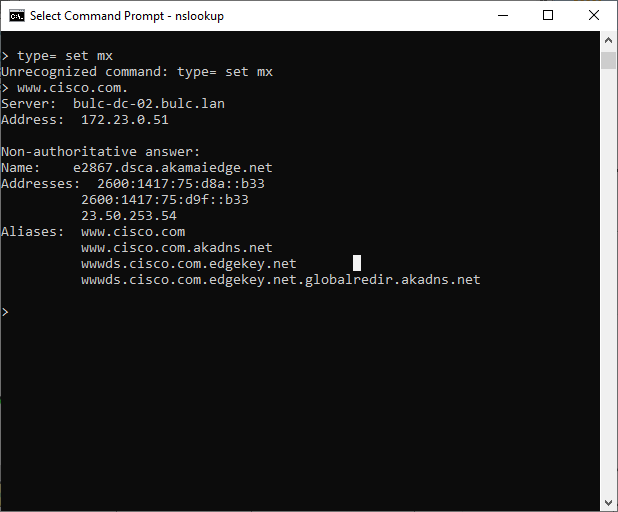 Select Command Prompt - nslookup
> type= set mx
Unrecognized command: type= set mx
> www.cisco.com.
Server:  bulc-dc-02.bulc.lan
Address:  172.23.0.51
Non-authoritative answer:
Name:    e2867.dsca.akamaiedge.net
Addresses:  2600:1417:75:d8a::b33
2600:1417:75:d9f::b33
23.50.253.54
Aliases:  www.cisco.com
www.cisco.com.akadns.net
wwwds.cisco.com.edgekey.net
wwwds.cisco.com.edgekey.net.globalredir.akadns.net
>